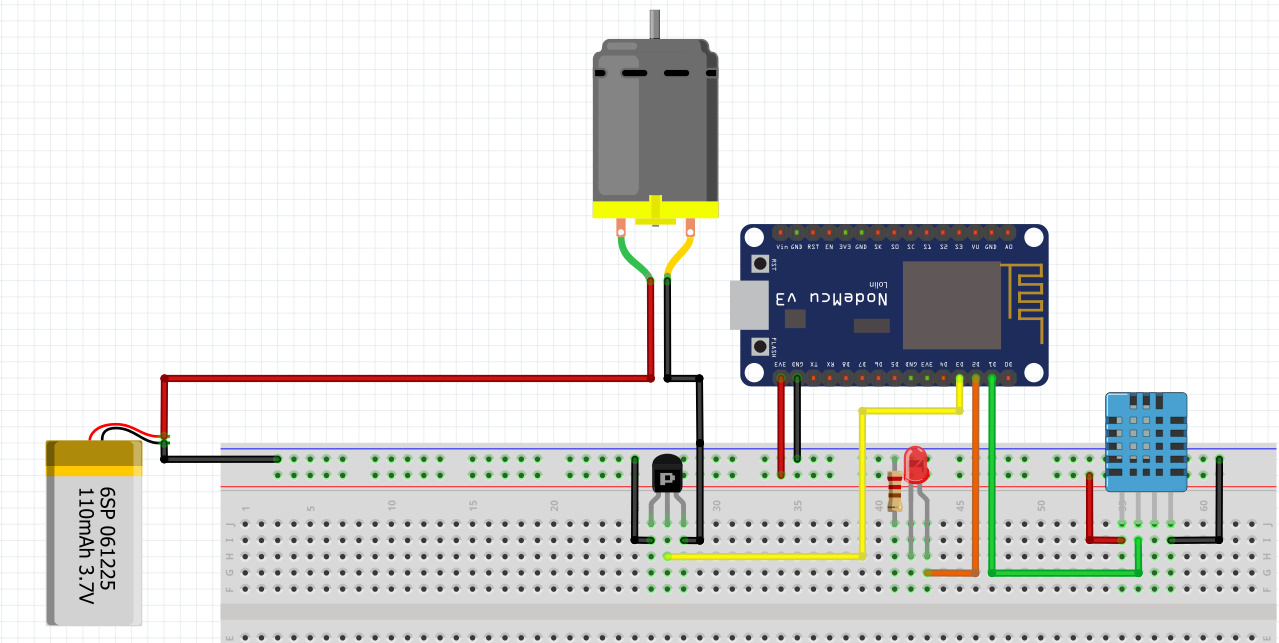 Vin GND RST EN 3V3 GND SK SO SC S1 S2 S3 VU GND AO
RST
Lolin
NodeMcu v3
FLASH
3V3 GND TX RX D8 D7 D6 D5 GND 3V3 D4 D3 D2 D1 D0
6SP 061225
110mAh 3.7V
P
1 5 10 15 20 30 35 40 45 50 55 60
J J
I I
H H
G G
F F
E E